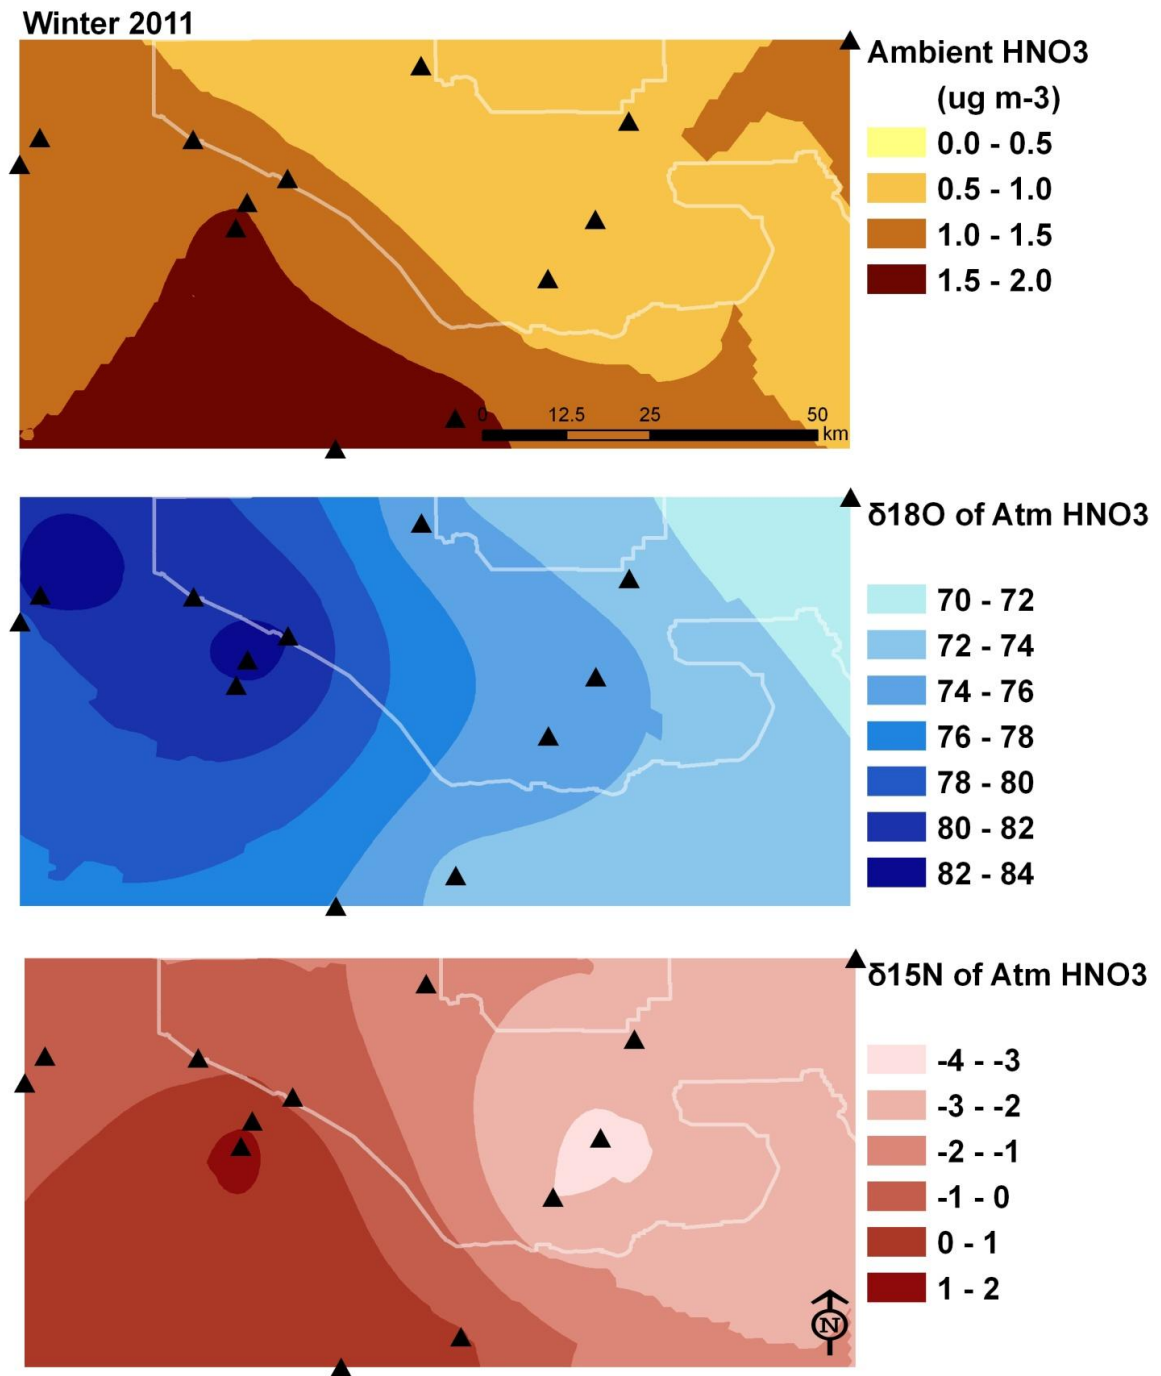 Winter 2011
Ambient HNO3
(ug m-3)
0.0 - 0.5
0.5 - 1.0
1.0 - 1.5
1.5 - 2.0
0 12.5 25 50
km
δ18O of Atm HNO3
70 - 72
72 - 74
74 - 76
76 - 78
78 - 80
80 - 82
82 - 84
δ15N of Atm HNO3
-4 - -3
-3 - -2
-2 - -1
-1 - 0
0 - 1
1 - 2
N